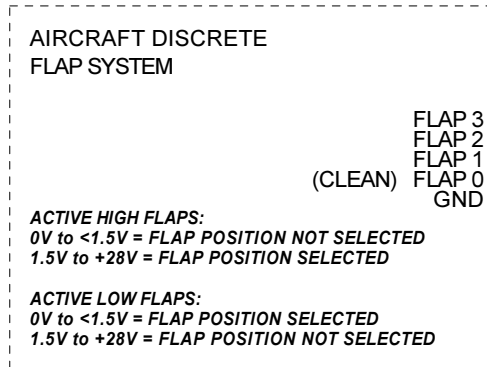 AIRCRAFT DISCRETE
FLAP SYSTEM
FLAP 3
FLAP 2
FLAP 1
(CLEAN) FLAP 0
GND
ACTIVE HIGH FLAPS:
0V to <1.5V = FLAP POSITION NOT SELECTED
1.5V to +28V = FLAP POSITION SELECTED
ACTIVE LOW FLAPS:
0V to <1.5V = FLAP POSITION SELECTED
1.5V to +28V = FLAP POSITION NOT SELECTED